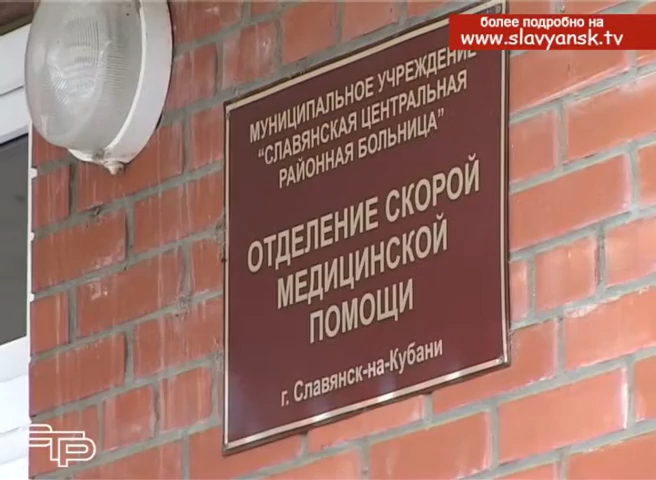 более подробно на
www.slavyansk.tv
МУНИЦИПАЛЬНОЕ УЧРЕЖДЕНИЕ
"СЛАВЯНСКАЯ ЦЕНТРАЛЬНАЯ
РАЙОННАЯ БОЛЬНИЦА"
ОТДЕЛЕНИЕ СКОРОЙ
МЕДИЦИНСКОЙ
ПОМОЩИ
г. Славянск-на-Кубани